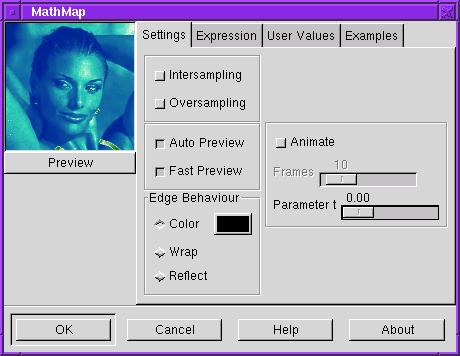 MathMap
Settings
Expression
User Values
Examples
Intersampling
Oversampling
Auto Preview
Fast Preview
Preview
Animate
Frames
10
Parameter t
0.00
Edge Behaviour
Color
Wrap
Reflect
OK
Cancel
Help
About